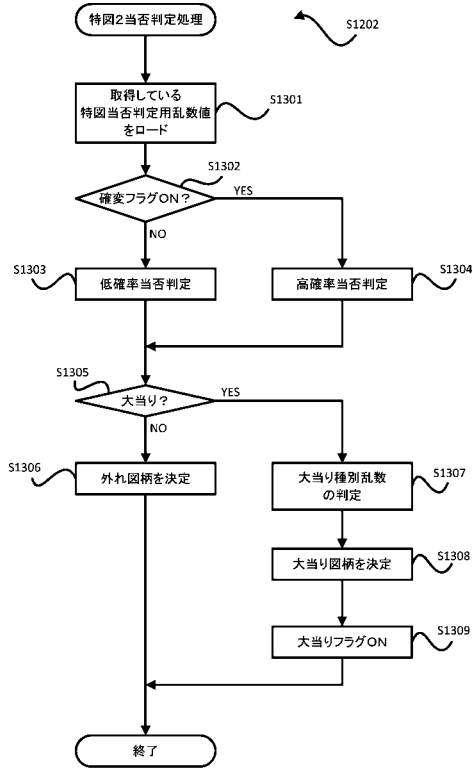 特図2当否判定処理
S1202
取得している
特図当否判定用乱数値
をロード
S1301
S1302
確変フラグON?
YES
NO
S1303
低確率当否判定
高確率当否判定
S1304
S1305
大当り?
YES
NO
S1306
外れ図柄を決定
大当り種別乱数
の判定
S1307
大当り図柄を決定
S1308
大当りフラグON
S1309
終了